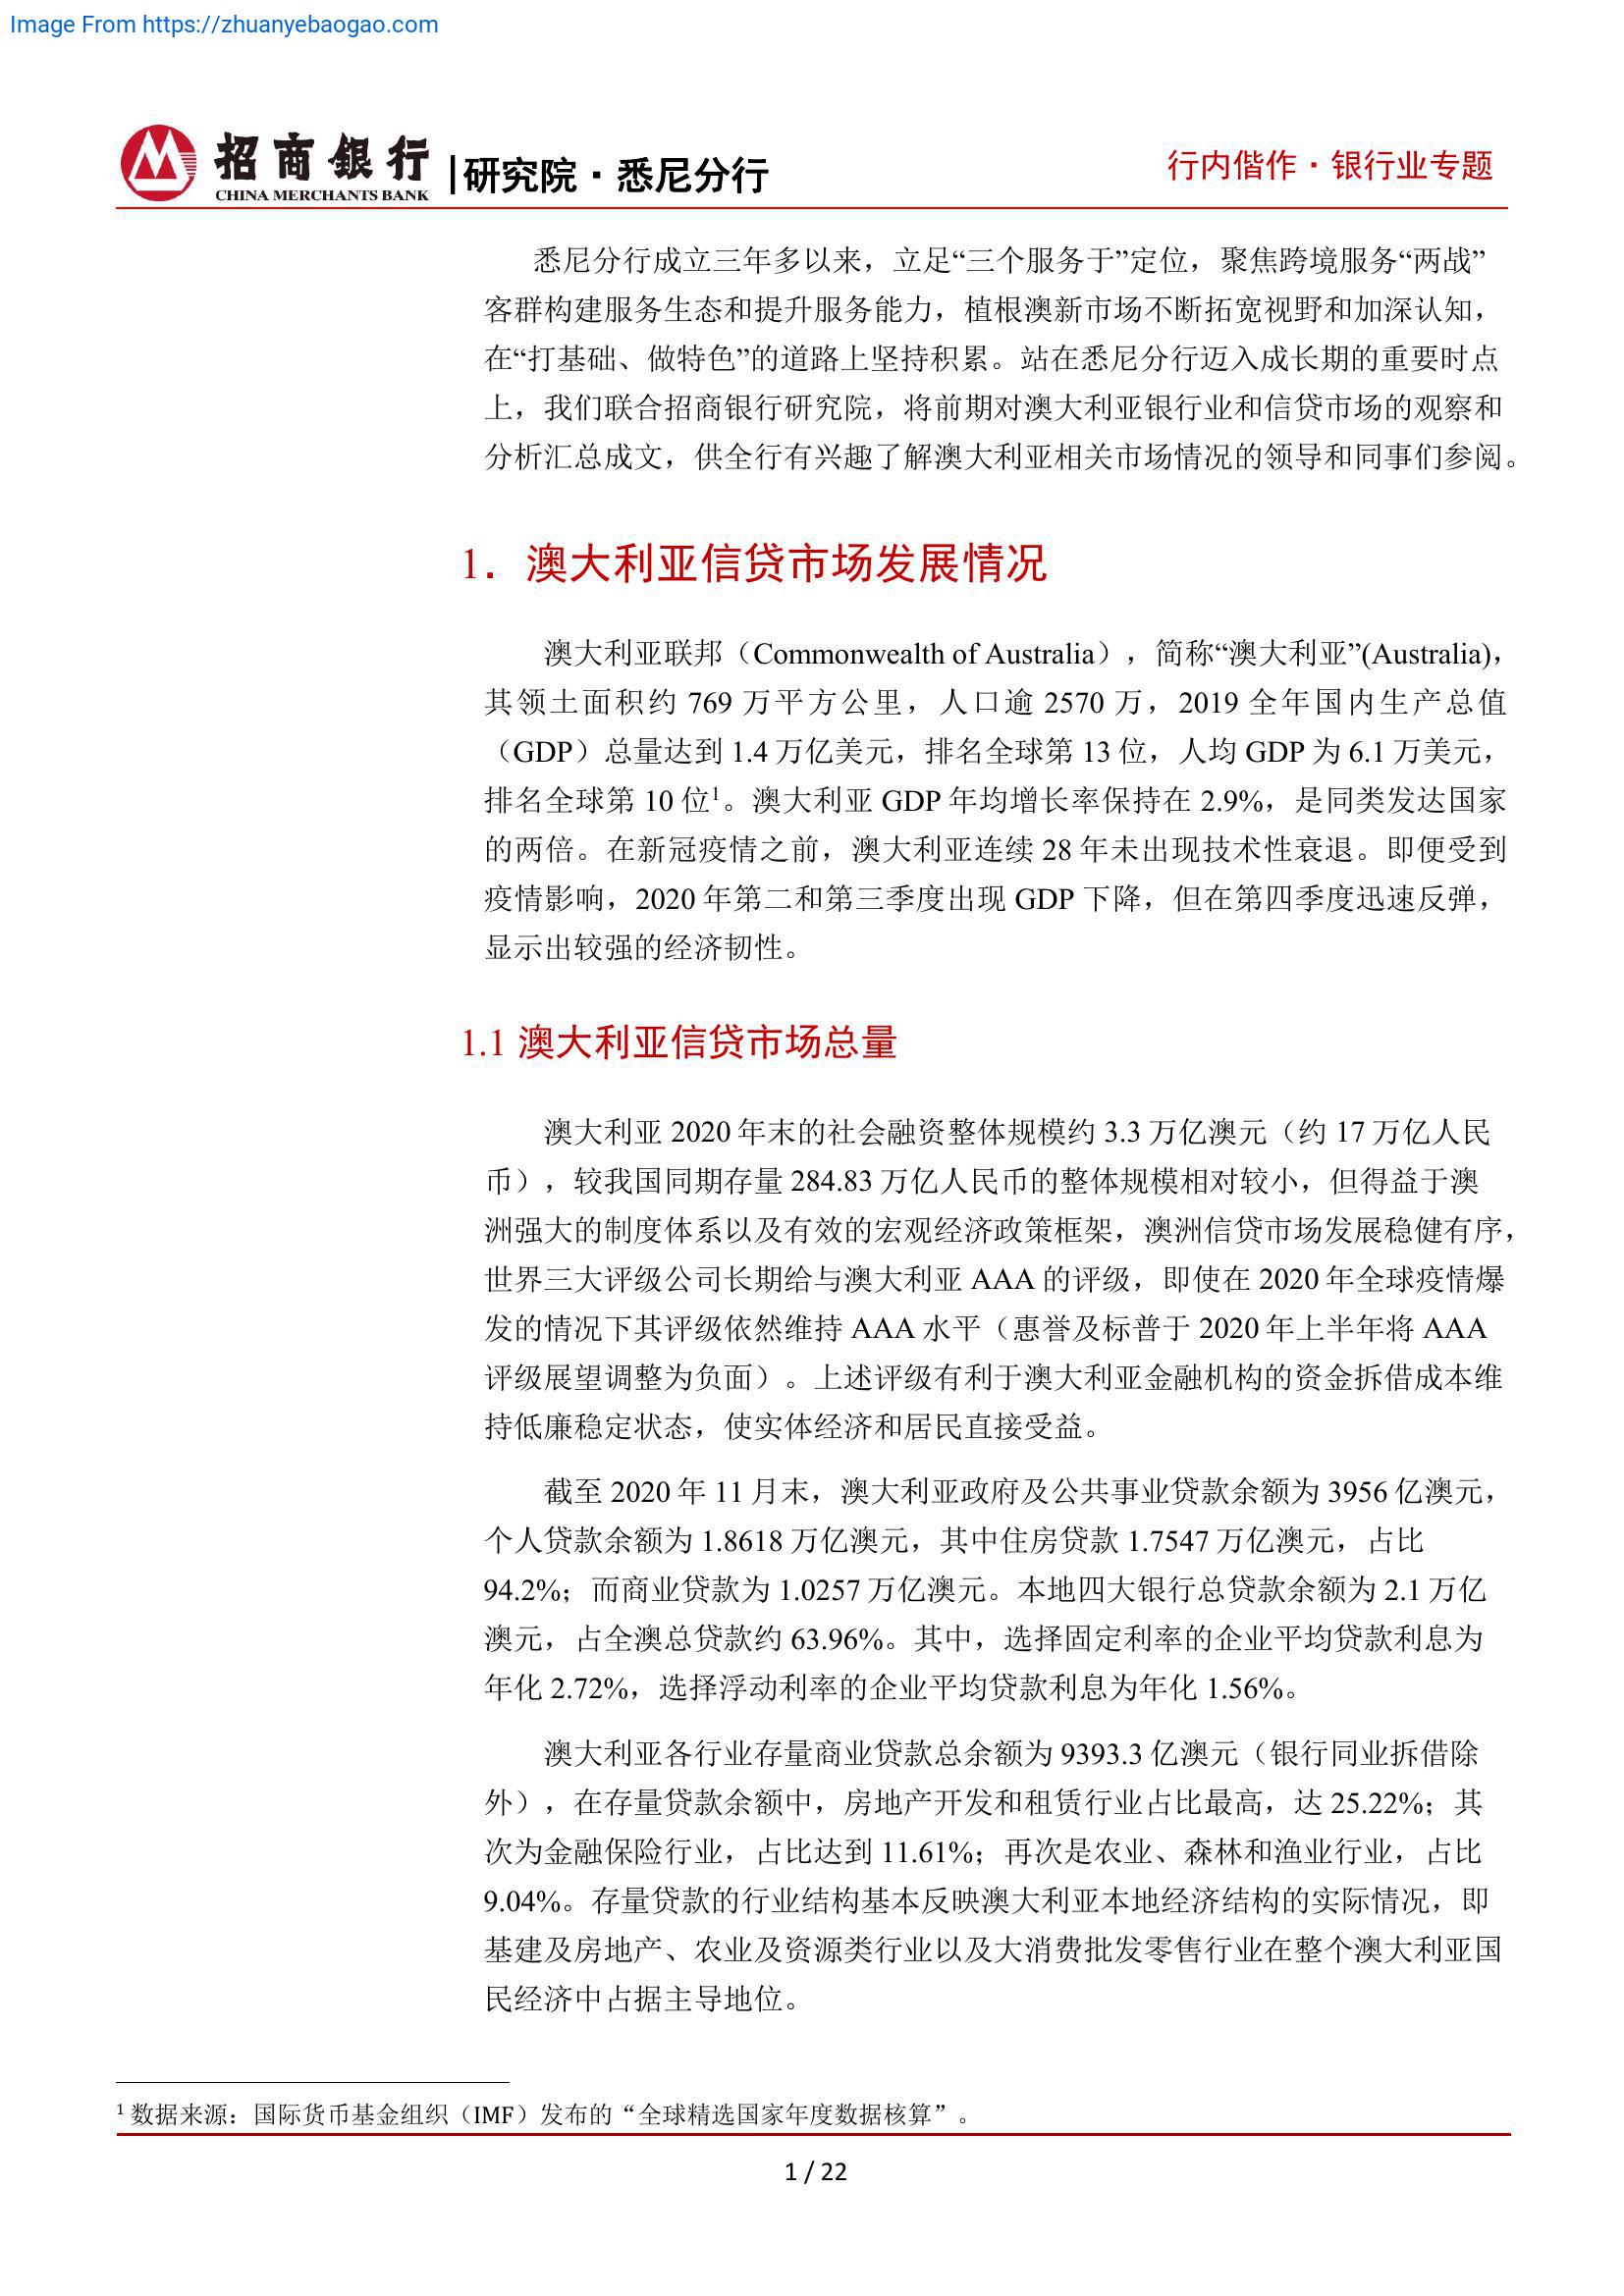 Image From https://zhuanyebaogao.com
招商銀行
CHINA MERCHANTS BANK
|研究院·悉尼分行
行内偕作·银行业专题
悉尼分行成立三年多以来，立足“三个服务于”定位，聚焦跨境服务“两战”
客群构建服务生态和提升服务能力，植根澳新市场不断拓宽视野和加深认知，
在“打基础、做特色”的道路上坚持积累。站在悉尼分行迈入成长期的重要时点
上，我们联合招商银行研究院，将前期对澳大利亚银行业和信贷市场的观察和
分析汇总成文，供全行有兴趣了解澳大利亚相关市场情况的领导和同事们参阅。
1. 澳大利亚信贷市场发展情况
澳大利亚联邦（Commonwealth of Australia），简称“澳大利亚”(Australia)，
其领土面积约 769 万平方公里，人口逾 2570 万，2019 全年国内生产总值
（GDP）总量达到 1.4 万亿美元，排名全球第 13 位，人均 GDP 为 6.1 万美元，
排名全球第 10 位¹。澳大利亚 GDP 年均增长率保持在 2.9%，是同类发达国家
的两倍。在新冠疫情之前，澳大利亚连续 28 年未出现技术性衰退。即便受到
疫情影响，2020 年第二和第三季度出现 GDP 下降，但在第四季度迅速反弹，
显示出较强的经济韧性。
1.1 澳大利亚信贷市场总量
澳大利亚 2020 年末的社会融资整体规模约 3.3 万亿澳元（约 17 万亿人民
币），较我国同期存量 284.83 万亿人民币的整体规模相对较小，但得益于澳
洲强大的制度体系以及有效的宏观经济政策框架，澳洲信贷市场发展稳健有序，
世界三大评级公司长期给与澳大利亚 AAA 的评级，即使在 2020 年全球疫情爆
发的情况下其评级依然维持 AAA 水平（惠誉及标普于 2020 年上半年将 AAA
评级展望调整为负面）。上述评级有利于澳大利亚金融机构的资金拆借成本维
持低廉稳定状态，使实体经济和居民直接受益。
截至 2020 年 11 月末，澳大利亚政府及公共事业贷款余额为 3956 亿澳元，
个人贷款余额为 1.8618 万亿澳元，其中住房贷款 1.7547 万亿澳元，占比
94.2%；而商业贷款为 1.0257 万亿澳元。本地四大银行总贷款余额为 2.1 万亿
澳元，占全澳总贷款约 63.96%。其中，选择固定利率的企业平均贷款利息为
年化 2.72%，选择浮动利率的企业平均贷款利息为年化 1.56%。
澳大利亚各行业存量商业贷款总余额为 9393.3 亿澳元（银行同业拆借除
外），在存量贷款余额中，房地产开发和租赁行业占比最高，达 25.22%；其
次为金融保险行业，占比达到 11.61%；再次是农业、森林和渔业行业，占比
9.04%。存量贷款的行业结构基本反映澳大利亚本地经济结构的实际情况，即
基建及房地产、农业及资源类行业以及大消费批发零售行业在整个澳大利亚国
民经济中占据主导地位。
¹ 数据来源：国际货币基金组织（IMF）发布的“全球精选国家年度数据核算”。
1 / 22